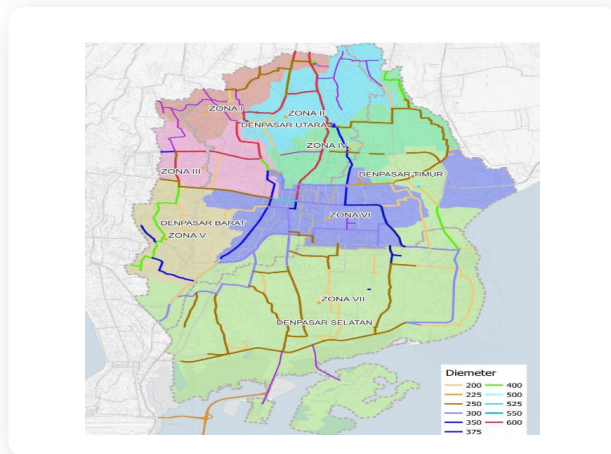 ZONA I
ZONA II
DENPASAR UTARA
ZONA IV
ZONA III
DENPASAR TIMUR
DENPASAR BARAT
ZONA VI
ZONA V
ZONA VII
DENPASAR SELATAN
Diemeter
200 400
225 500
250 525
300 550
350 600
375